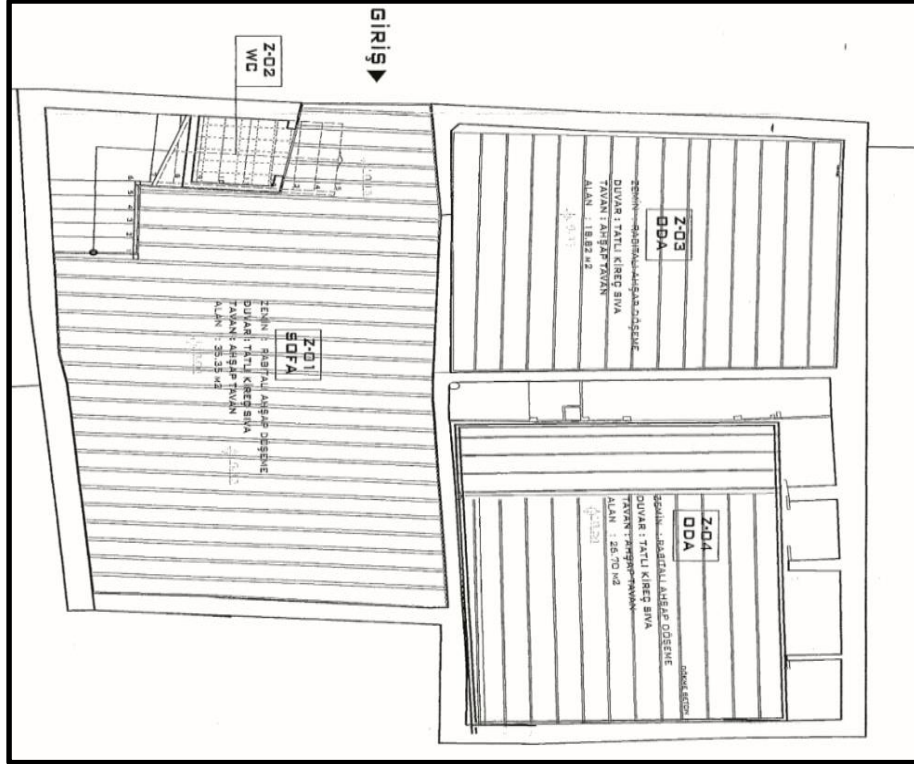 GİRİŞ
Z-02
WC
Z-03
ODA
ZEMİN : RABITALI AHŞAP DÖŞEME
DUVAR : TATLI KİREÇ SIVA
TAVAN : AHŞAP TAVAN
ALAN : 18.82 M2
Z-01
SOFA
ZEMİN : RABITALI AHŞAP DÖŞEME
DUVAR : TATLI KİREÇ SIVA
TAVAN : AHŞAP TAVAN
ALAN : 35.35 M2
Z-04
ODA
ZEMİN : RABITALI AHŞAP DÖŞEME
DUVAR : TATLI KİREÇ SIVA
TAVAN : AHŞAP TAVAN
ALAN : 25.70 M2
DÖKME BETON